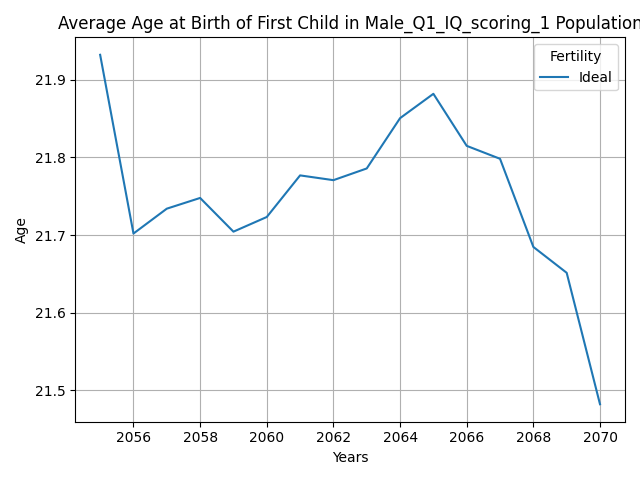 Average Age at Birth of First Child in Male_Q1_IQ_scoring_1 Population
Fertility
Ideal
Age
21.9
21.8
21.7
21.6
21.5
2056 2058 2060 2062 2064 2066 2068 2070
Years